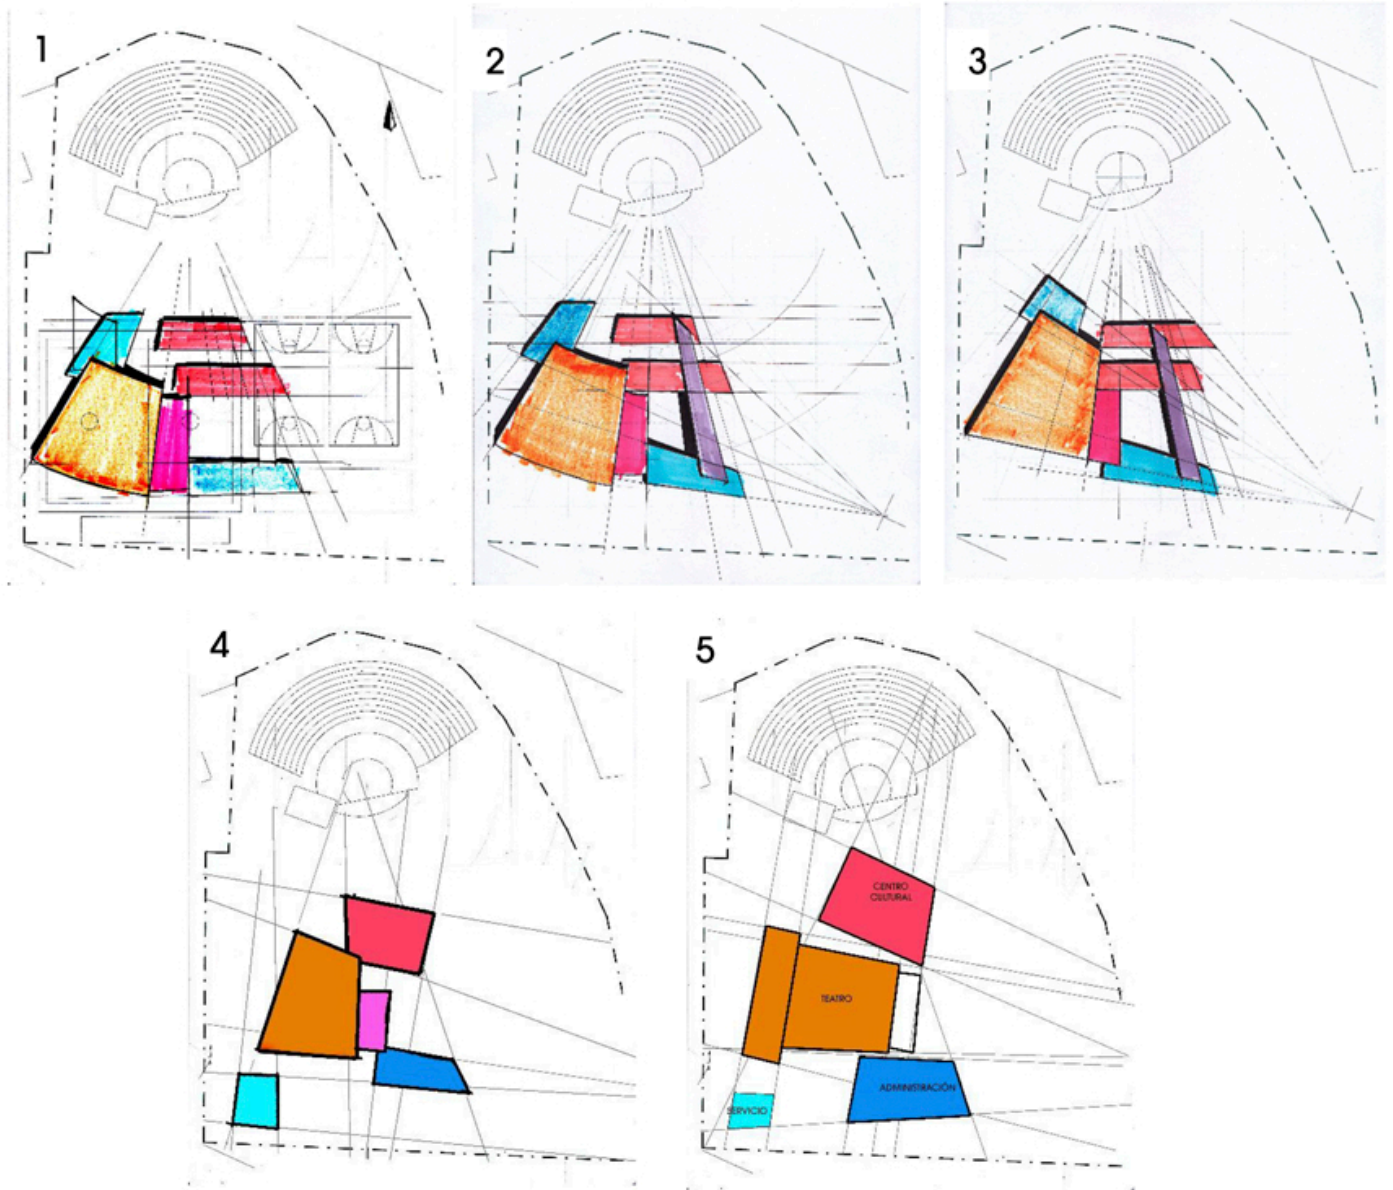 1
2
3
4
5
CENTRO
CULTURAL
TEATRO
ADMINISTRACIÓN
SERVICIO